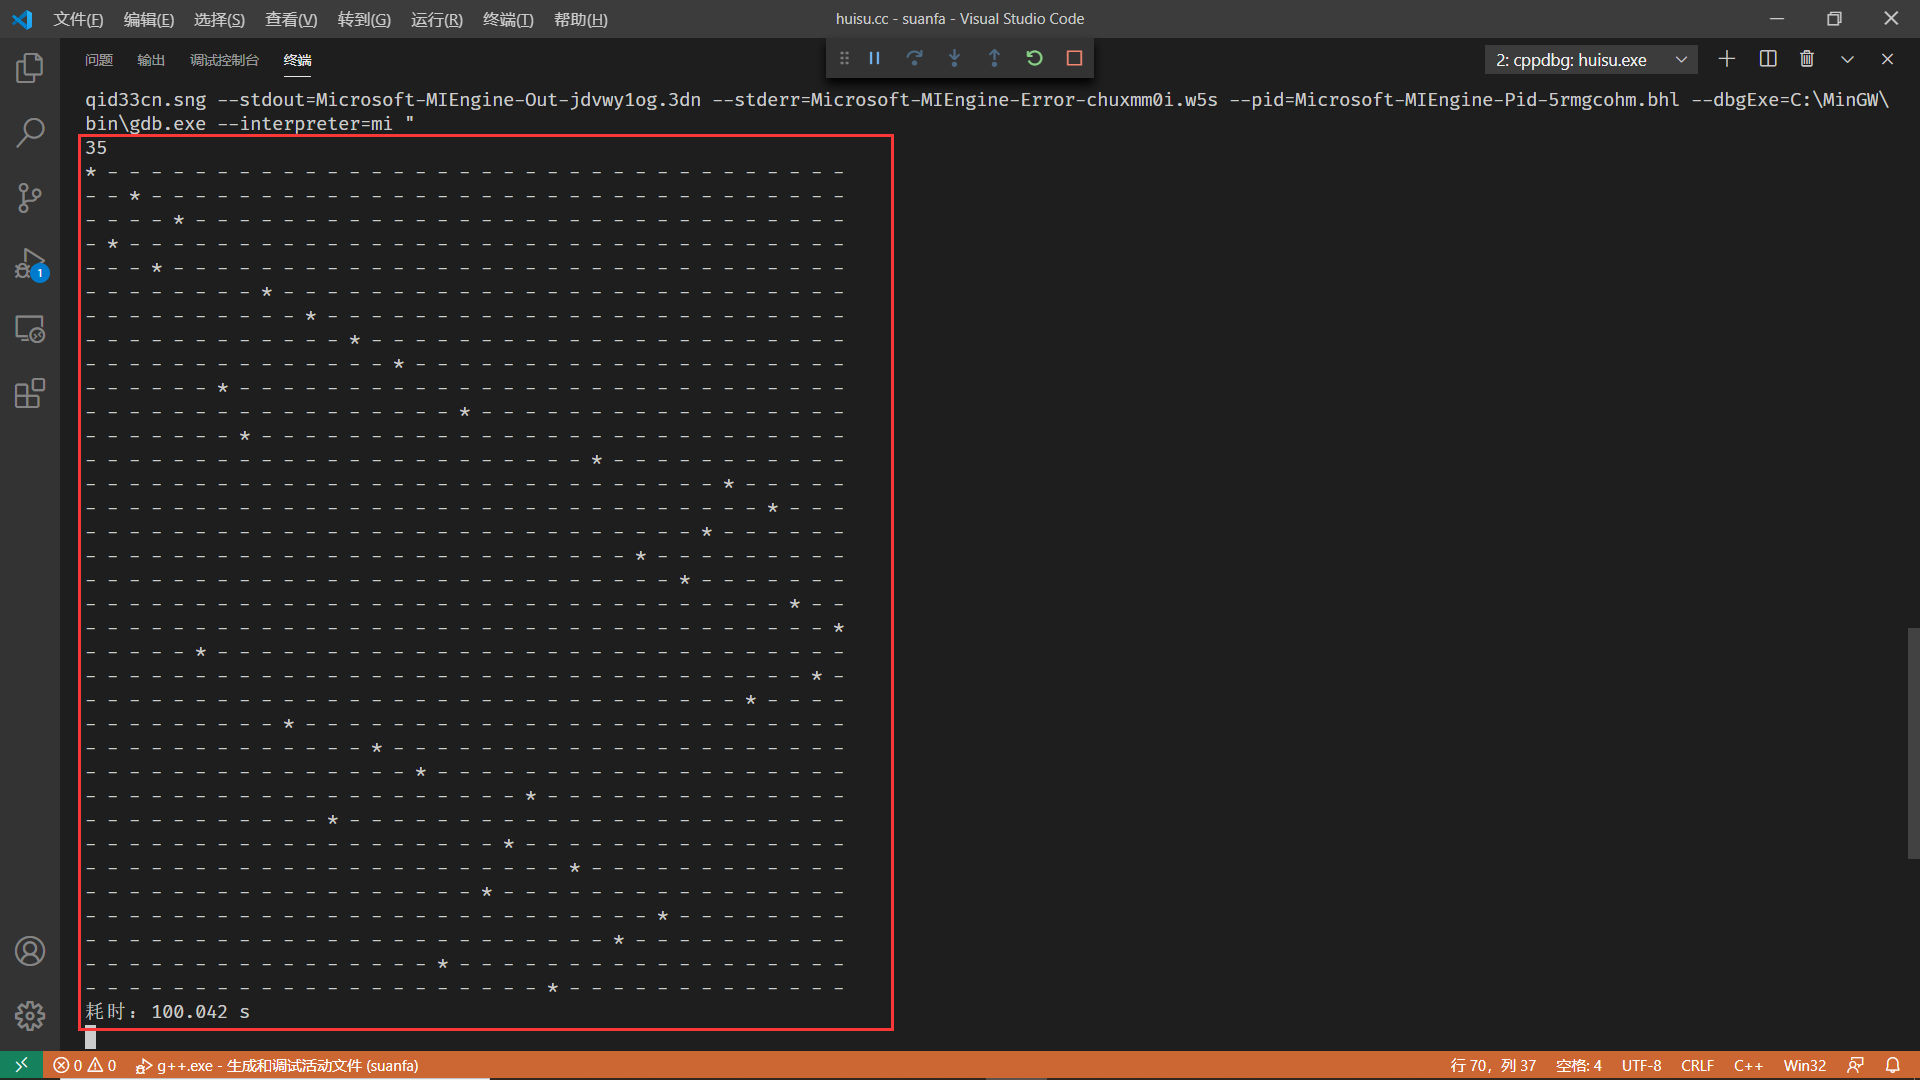 文件(F) 编辑(E) 选择(S) 查看(V) 转到(G) 运行(R) 终端(T) 帮助(H) huisu.cc - suanfa - Visual Studio Code
问题 输出 调试控制台 终端 2: cppdbg: huisu.exe
qid33cn.sng --stdout=Microsoft-MIEngine-Out-jdvwy1og.3dn --stderr=Microsoft-MIEngine-Error-chuxmm0i.w5s --pid=Microsoft-MIEngine-Pid-5rmgcohm.bhl --dbgExe=C:\MinGW\
bin\gdb.exe --interpreter=mi "
35
* - - - - - - - - - - - - - - - - - - - - - - - - - - - - - - - - - -
- - * - - - - - - - - - - - - - - - - - - - - - - - - - - - - - - - -
- - - - * - - - - - - - - - - - - - - - - - - - - - - - - - - - - - -
- * - - - - - - - - - - - - - - - - - - - - - - - - - - - - - - - - -
- - - * - - - - - - - - - - - - - - - - - - - - - - - - - - - - - - -
- - - - - - - - * - - - - - - - - - - - - - - - - - - - - - - - - - -
- - - - - - - - - - * - - - - - - - - - - - - - - - - - - - - - - - -
- - - - - - - - - - - - * - - - - - - - - - - - - - - - - - - - - - -
- - - - - - - - - - - - - - * - - - - - - - - - - - - - - - - - - - -
- - - - - - * - - - - - - - - - - - - - - - - - - - - - - - - - - - -
- - - - - - - - - - - - - - - - - * - - - - - - - - - - - - - - - - -
- - - - - - - * - - - - - - - - - - - - - - - - - - - - - - - - - - -
- - - - - - - - - - - - - - - - - - - - - - - * - - - - - - - - - - -
- - - - - - - - - - - - - - - - - - - - - - - - - - - - - * - - - - -
- - - - - - - - - - - - - - - - - - - - - - - - - - - - - - - * - - -
- - - - - - - - - - - - - - - - - - - - - - - - - - - - * - - - - - -
- - - - - - - - - - - - - - - - - - - - - - - - - * - - - - - - - - -
- - - - - - - - - - - - - - - - - - - - - - - - - - - * - - - - - - -
- - - - - - - - - - - - - - - - - - - - - - - - - - - - - - - - * - -
- - - - - - - - - - - - - - - - - - - - - - - - - - - - - - - - - - *
- - - - - * - - - - - - - - - - - - - - - - - - - - - - - - - - - - -
- - - - - - - - - - - - - - - - - - - - - - - - - - - - - - - - - * -
- - - - - - - - - - - - - - - - - - - - - - - - - - - - - - * - - - -
- - - - - - - - - * - - - - - - - - - - - - - - - - - - - - - - - - -
- - - - - - - - - - - - - * - - - - - - - - - - - - - - - - - - - - -
- - - - - - - - - - - - - - - * - - - - - - - - - - - - - - - - - - -
- - - - - - - - - - - - - - - - - - - - * - - - - - - - - - - - - - -
- - - - - - - - - - - * - - - - - - - - - - - - - - - - - - - - - - -
- - - - - - - - - - - - - - - - - - - * - - - - - - - - - - - - - - -
- - - - - - - - - - - - - - - - - - - - - - * - - - - - - - - - - - -
- - - - - - - - - - - - - - - - - - * - - - - - - - - - - - - - - - -
- - - - - - - - - - - - - - - - - - - - - - - - - - * - - - - - - - -
- - - - - - - - - - - - - - - - - - - - - - - - * - - - - - - - - - -
- - - - - - - - - - - - - - - - * - - - - - - - - - - - - - - - - - -
- - - - - - - - - - - - - - - - - - - - - * - - - - - - - - - - - - -
耗时: 100.042 s
1
0 0 g++.exe - 生成和调试活动文件 (suanfa) 行 70，列 37 空格: 4 UTF-8 CRLF C++ Win32